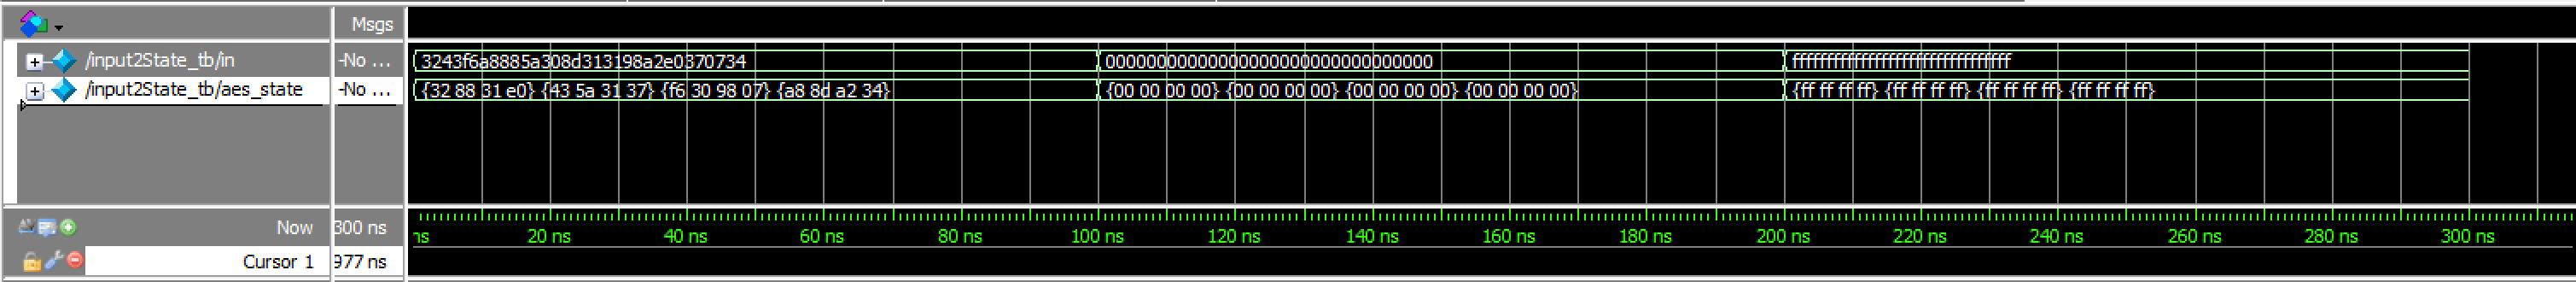 Msgs
/input2State_tb/in -No ... 3243f6a8885a308d313198a2e0370734 00000000000000000000000000000000 ffffffffffffffffffffffffffffffff
/input2State_tb/aes_state -No ... {32 88 31 e0} {43 5a 31 37} {f6 30 98 07} {a8 8d a2 34} {00 00 00 00} {00 00 00 00} {00 00 00 00} {00 00 00 00} {ff ff ff ff} {ff ff ff ff} {ff ff ff ff} {ff ff ff ff}
Now 300 ns ns 20 ns 40 ns 60 ns 80 ns 100 ns 120 ns 140 ns 160 ns 180 ns 200 ns 220 ns 240 ns 260 ns 280 ns 300 ns
Cursor 1 977 ns